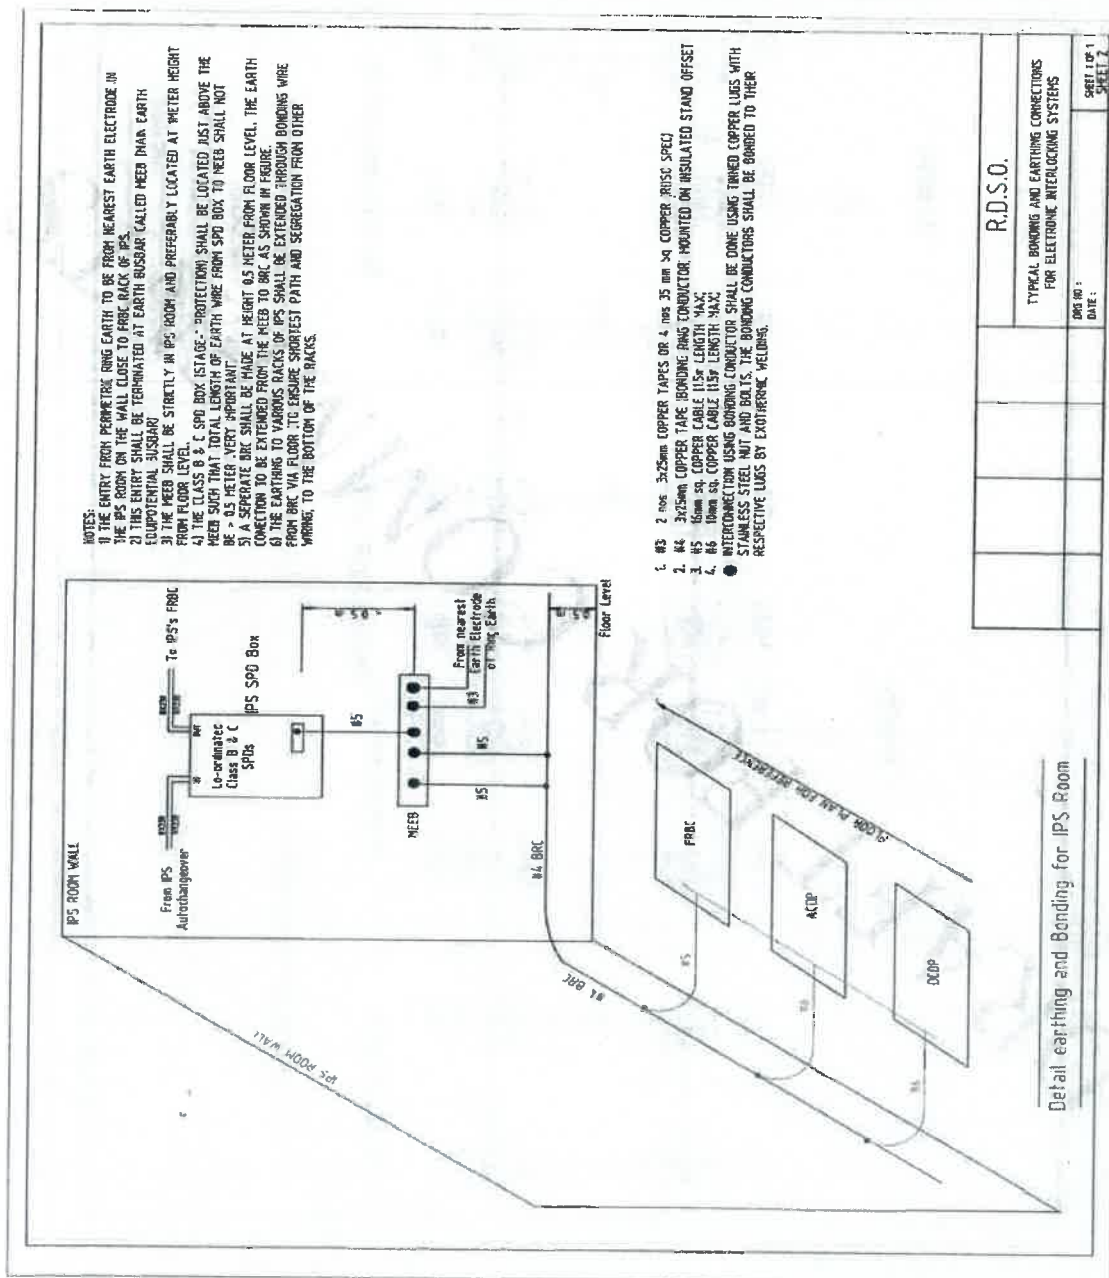 NOTES:
1) THE ENTRY FROM PERIMETRIC RING EARTH TO BE FROM NEAREST EARTH ELECTRODE IN
THE IPS ROOM ON THE WALL CLOSE TO FRBC RACK OF IPS.
2) THIS ENTRY SHALL BE TERMINATED AT EARTH BUSBAR CALLED MEEB (MAIN EARTH
EQUIPOTENTIAL BUSBAR)
3) THE MEEB SHALL BE STRICTLY IN IPS ROOM AND PREFERABLY LOCATED AT 1METER HEIGHT
FROM FLOOR LEVEL.
4) THE CLASS B & C SPD BOX (STAGE- PROTECTION) SHALL BE LOCATED JUST ABOVE THE
MEEB SUCH THAT TOTAL LENGTH OF EARTH WIRE FROM SPD BOX TO MEEB SHALL NOT
BE > 0.5 METER .VERY IMPORTANT.
5) A SEPERATE BRC SHALL BE MADE AT HEIGHT 0.5 METER FROM FLOOR LEVEL. THE EARTH
CONECTION TO BE EXTENDED FROM THE MEEB TO BRC AS SHOWN IN FIGURE.
6) THE EARTHING TO VARIOUS RACKS OF IPS SHALL BE EXTENDED THROUGH BONDING WIRE
FROM BRC VIA FLOOR ,TO ENSURE SHORTEST PATH AND SEGREGATION FROM OTHER
WIRING, TO THE BOTTOM OF THE RACKS.
IPS ROOM WALL
From IPS
Autochangeover
To IPS's FRBC
Co-ordinated
Class B & C
SPDs
IPS SPD Box
#5
MEEB
#5
#5
#3
From nearest
Earth Electrode
of Ring Earth
#4 BRC
Floor Level
IPS ROOM WALL
#4 BRC
#5
FRBC
ACDP
#6
DCDP
FLOOR PLAN FOR REFERENCE
1. #3 2 nos 3x25mm COPPER TAPES OR 4 nos 35 mm sq COPPER (RDSO SPEC)
2. #4 3x25mm COPPER TAPE (BONDING RING CONDUCTOR, MOUNTED ON INSULATED STAND OFFSET
3. #5 16mm sq. COPPER CABLE LENGTH MAX)
4. #6 10mm sq. COPPER CABLE LENGTH MAX)
● INTERCONNECTION USING BONDING CONDUCTOR SHALL BE DONE USING TINNED COPPER LUGS WITH
STAINLESS STEEL NUT AND BOLTS. THE BONDING CONDUCTORS SHALL BE BONDED TO THEIR
RESPECTIVE LUGS BY EXOTHERMIC WELDING.
Detail earthing and Bonding for IPS Room
R.D.S.O.
TYPICAL BONDING AND EARTHING CONNECTIONS
FOR ELECTRONIC INTERLOCKING SYSTEMS
DRG NO :
DATE :
SHEET 1 OF 1
SHEET 2